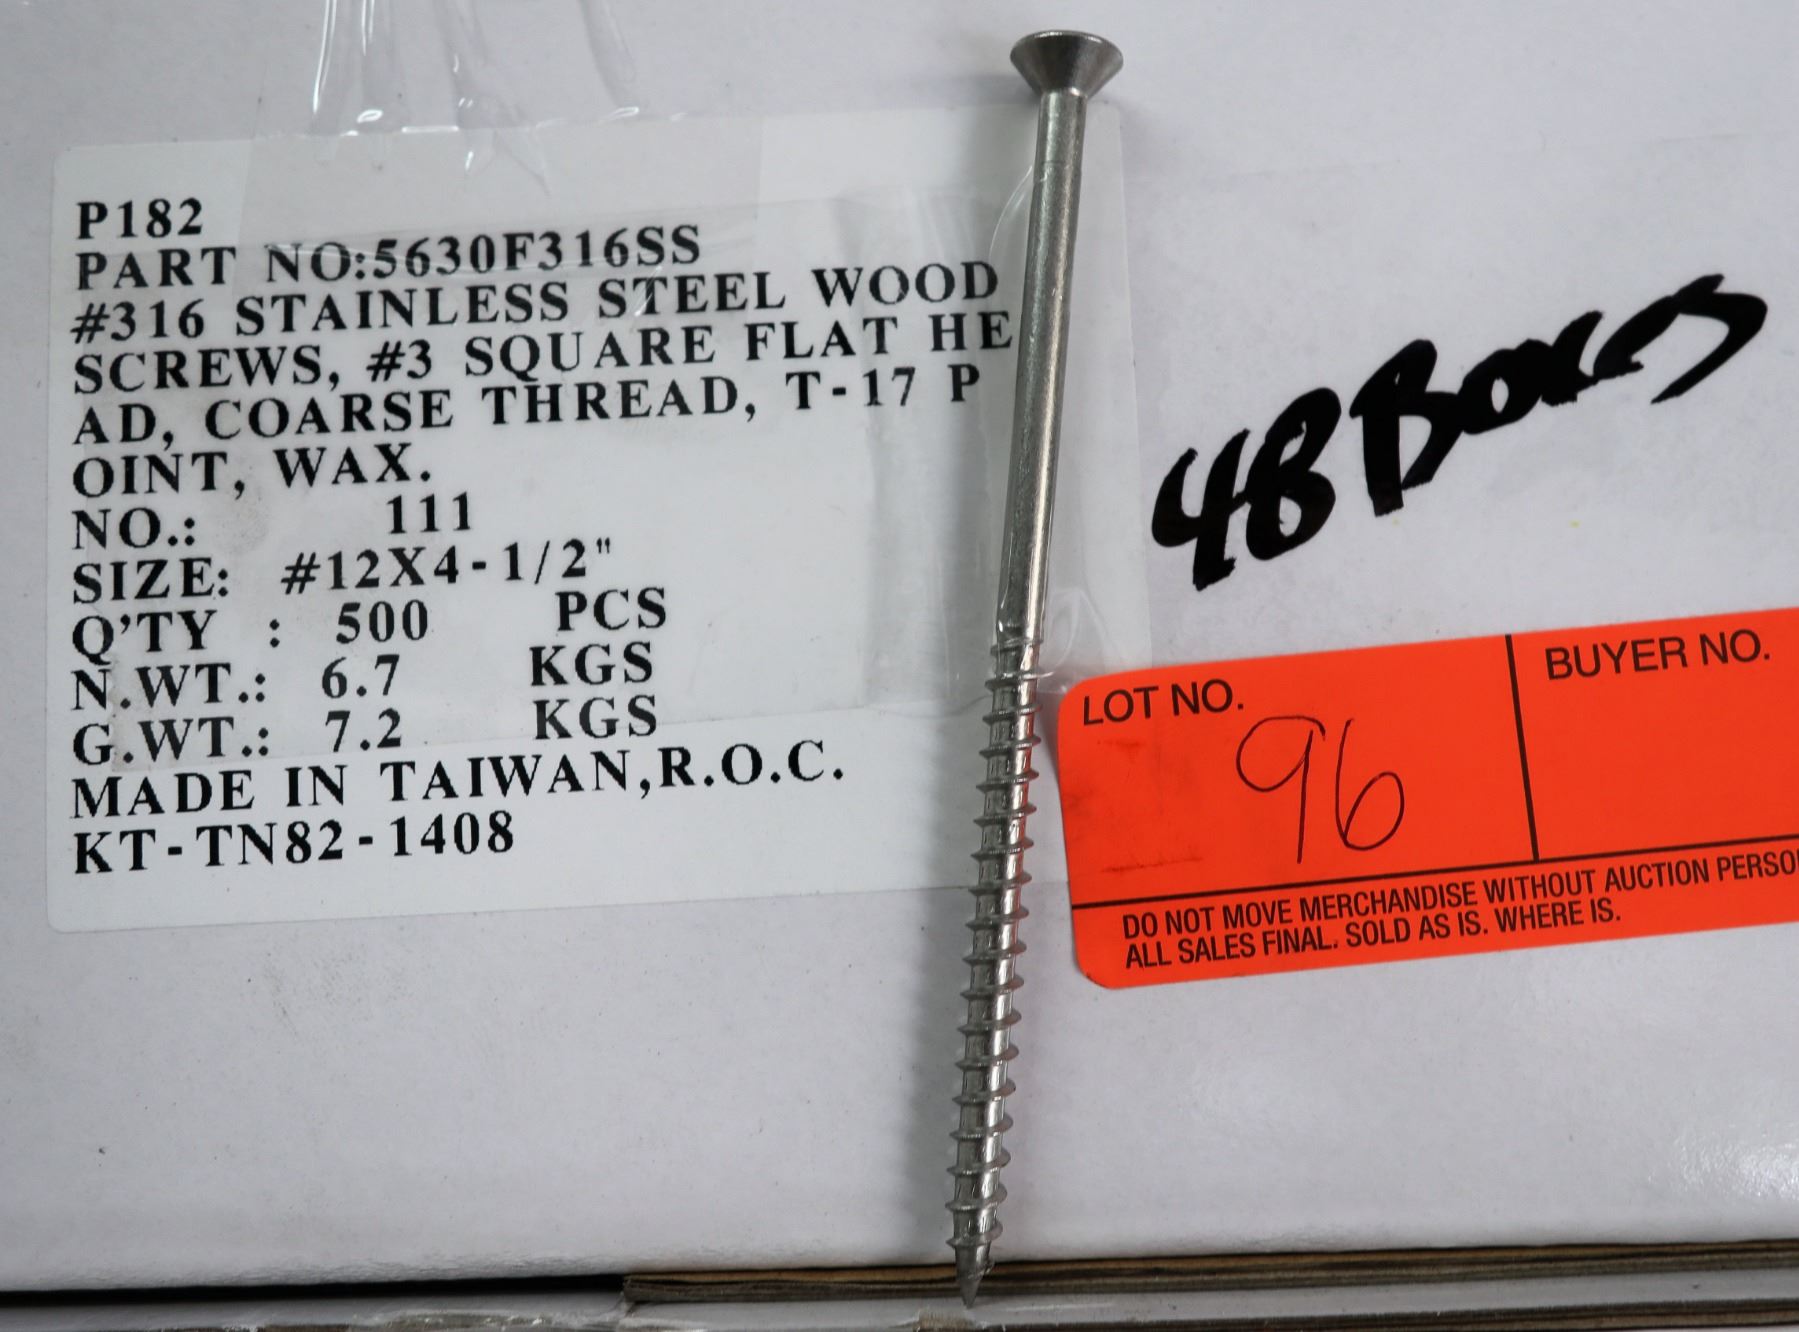 P182
PART NO:5630F316SS
#316 STAINLESS STEEL WOOD
SCREWS, #3 SQUARE FLAT HE
AD, COARSE THREAD, T-17 P
OINT, WAX.
NO.: 111
SIZE: #12X4-1/2"
Q'TY : 500 PCS
N.WT.: 6.7 KGS
G.WT.: 7.2 KGS
MADE IN TAIWAN,R.O.C.
KT-TN82-1408
48 Boxes
LOT NO. BUYER NO.
96
DO NOT MOVE MERCHANDISE WITHOUT AUCTION PERSO
ALL SALES FINAL. SOLD AS IS. WHERE IS.